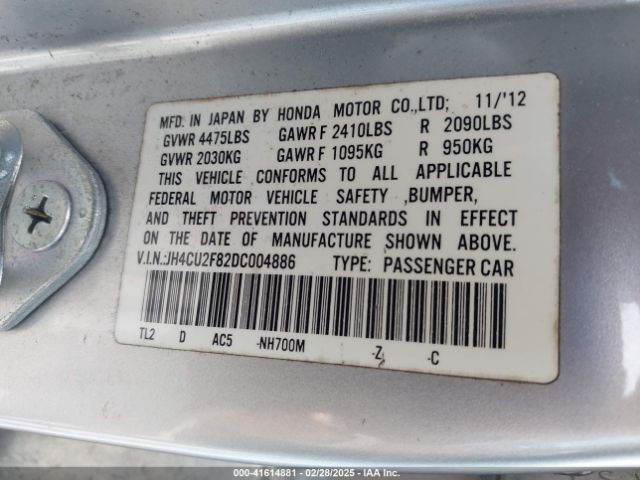 MFD. IN JAPAN BY HONDA MOTOR CO.,LTD; 11/'12
GVWR 4475LBS GAWR F 2410LBS R 2090LBS
GVWR 2030KG GAWR F 1095KG R 950KG
THIS VEHICLE CONFORMS TO ALL APPLICABLE
FEDERAL MOTOR VEHICLE SAFETY ,BUMPER,
AND THEFT PREVENTION STANDARDS IN EFFECT
ON THE DATE OF MANUFACTURE SHOWN ABOVE.
V.I.N.:JH4CU2F82DC004886 TYPE: PASSENGER CAR
TL2 D AC5 -NH700M -Z -C
000-41614881 | 02/28/2025 | IAA Inc.